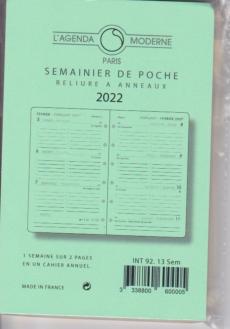 L'AGENDA MODERNE
PARIS
SEMAINIER DE POCHE
RELIURE A ANNEAUX
2022
1 SEMAINE SUR 2 PAGES
EN UN CAHIER ANNUEL.
MADE IN FRANCE
INT 92. 13 Sem
3 338800 600005